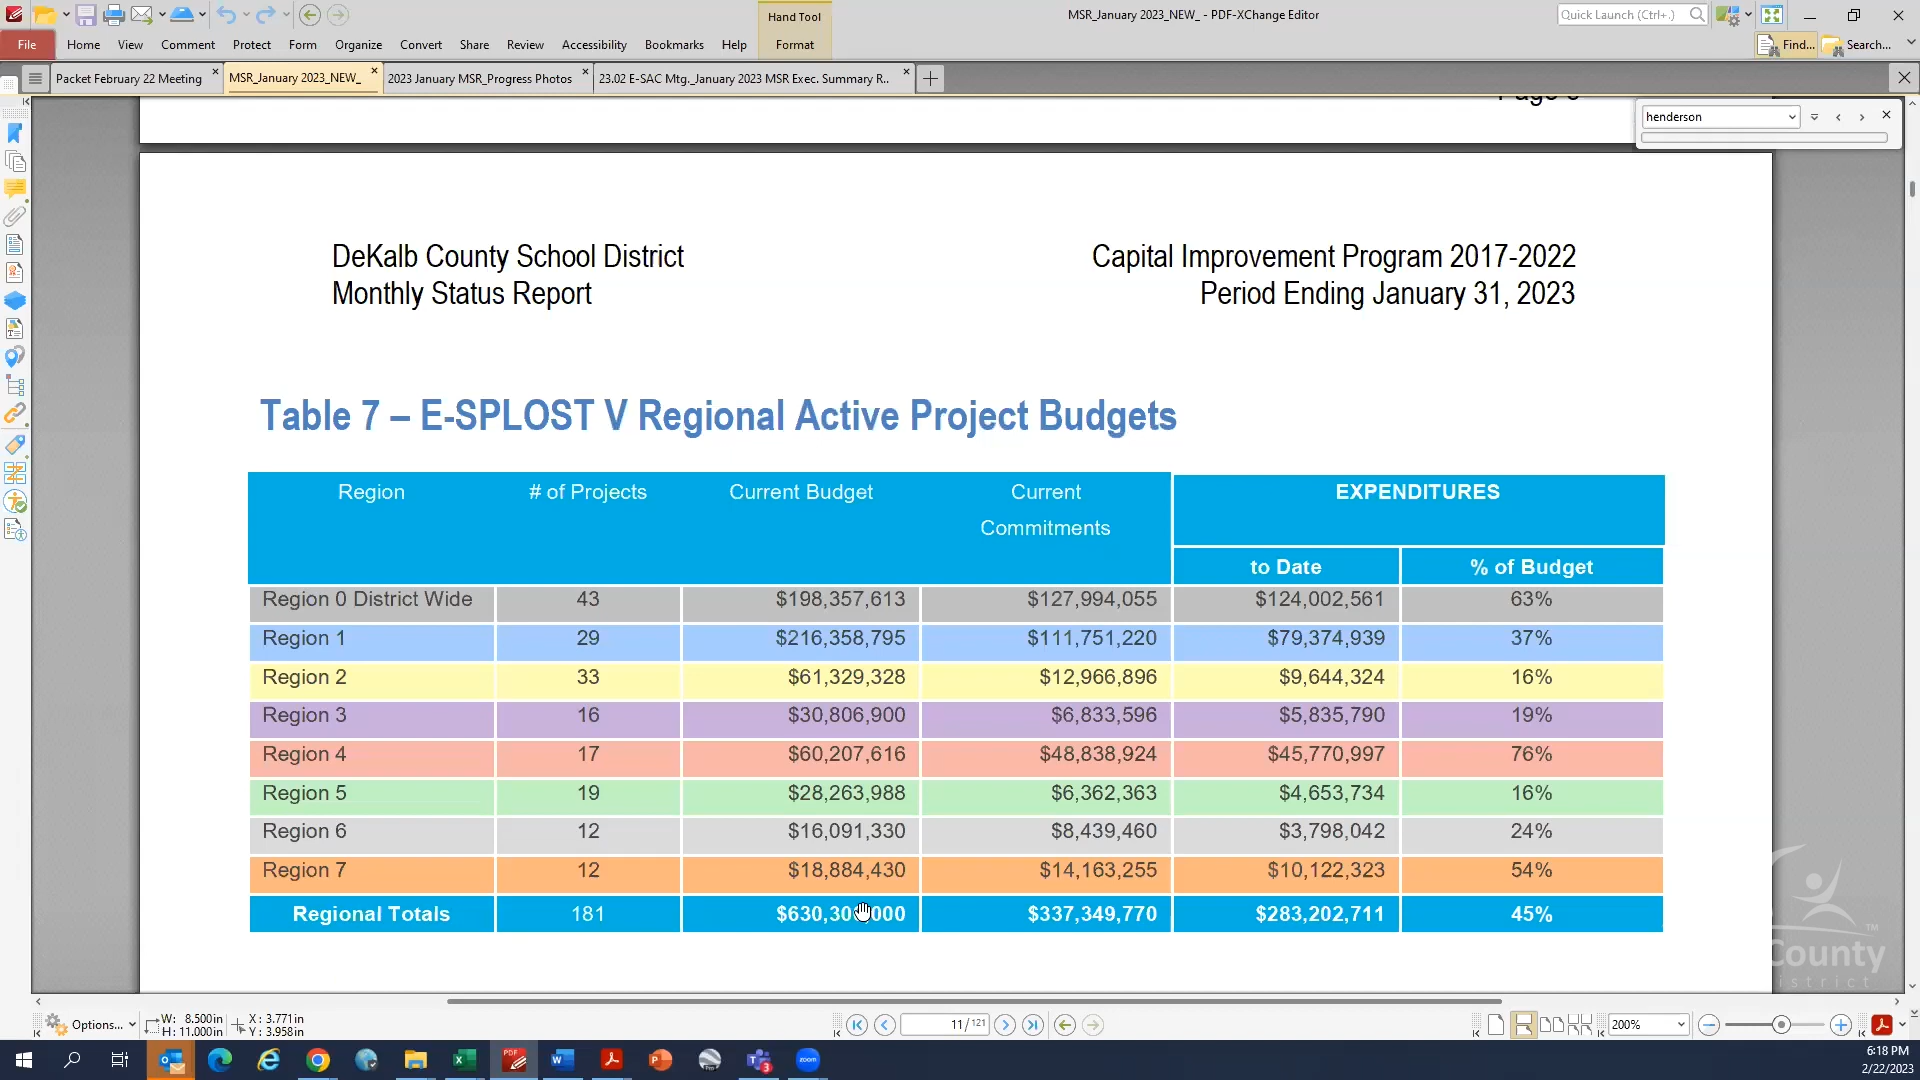 Hand Tool
MSR_January 2023_NEW_ - PDF-XChange Editor
Quick Launch (Ctrl+.)
File Home View Comment Protect Form Organize Convert Share Review Accessibility Bookmarks Help Format
Find... Search...
Packet February 22 Meeting
MSR_January 2023_NEW_
2023 January MSR_Progress Photos
23.02 E-SAC Mtg._January 2023 MSR Exec. Summary R..
henderson
DeKalb County School District Capital Improvement Program 2017-2022
Monthly Status Report Period Ending January 31, 2023
Table 7 – E-SPLOST V Regional Active Project Budgets
Region # of Projects Current Budget Current Commitments EXPENDITURES
to Date % of Budget
Region 0 District Wide 43 $198,357,613 $127,994,055 $124,002,561 63%
Region 1 29 $216,358,795 $111,751,220 $79,374,939 37%
Region 2 33 $61,329,328 $12,966,896 $9,644,324 16%
Region 3 16 $30,806,900 $6,833,596 $5,835,790 19%
Region 4 17 $60,207,616 $48,838,924 $45,770,997 76%
Region 5 19 $28,263,988 $6,362,363 $4,653,734 16%
Region 6 12 $16,091,330 $8,439,460 $3,798,042 24%
Region 7 12 $18,884,430 $14,163,255 $10,122,323 54%
Regional Totals 181 $337,349,770 $283,202,711 45%
County
istrict
TM
Options...
W: 8.500in
H: 11.000in
X: 3.771in
Y: 3.958in
11 / 121
200%
6:18 PM
2/22/2023